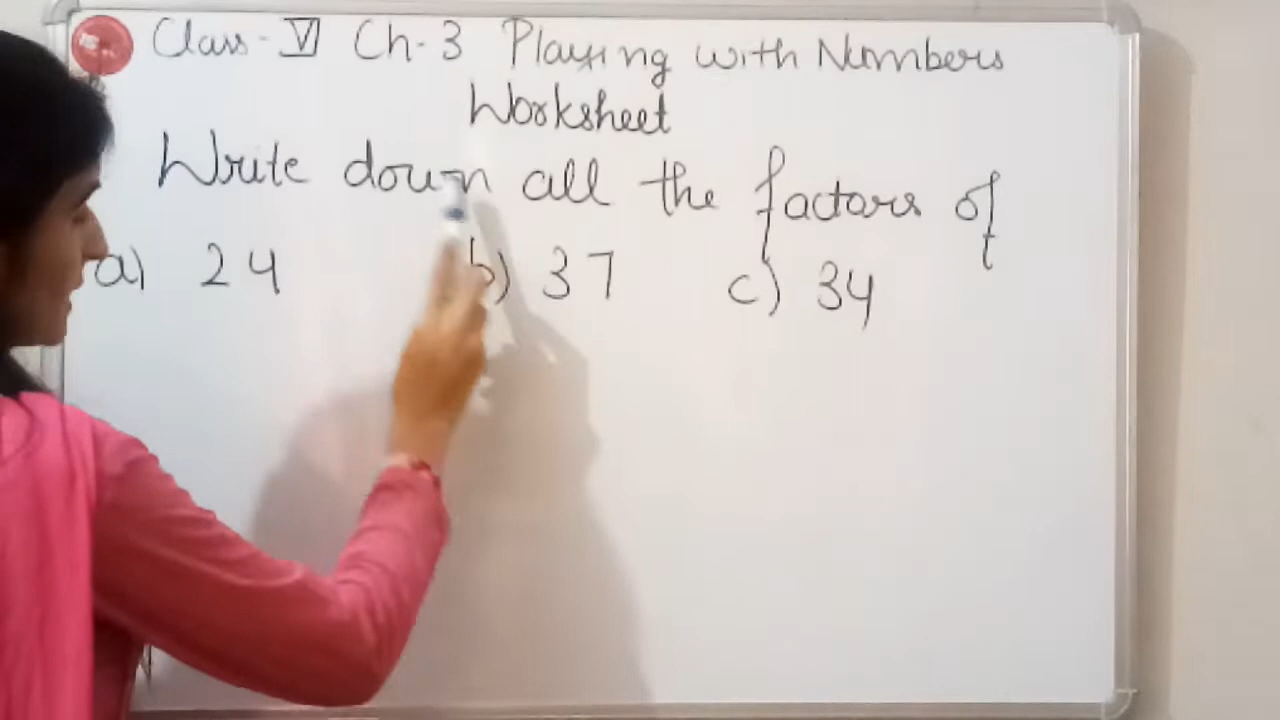 Class - VI Ch-3 Playing with Numbers
Worksheet
Write down all the factors of
a) 24 b) 37 c) 34